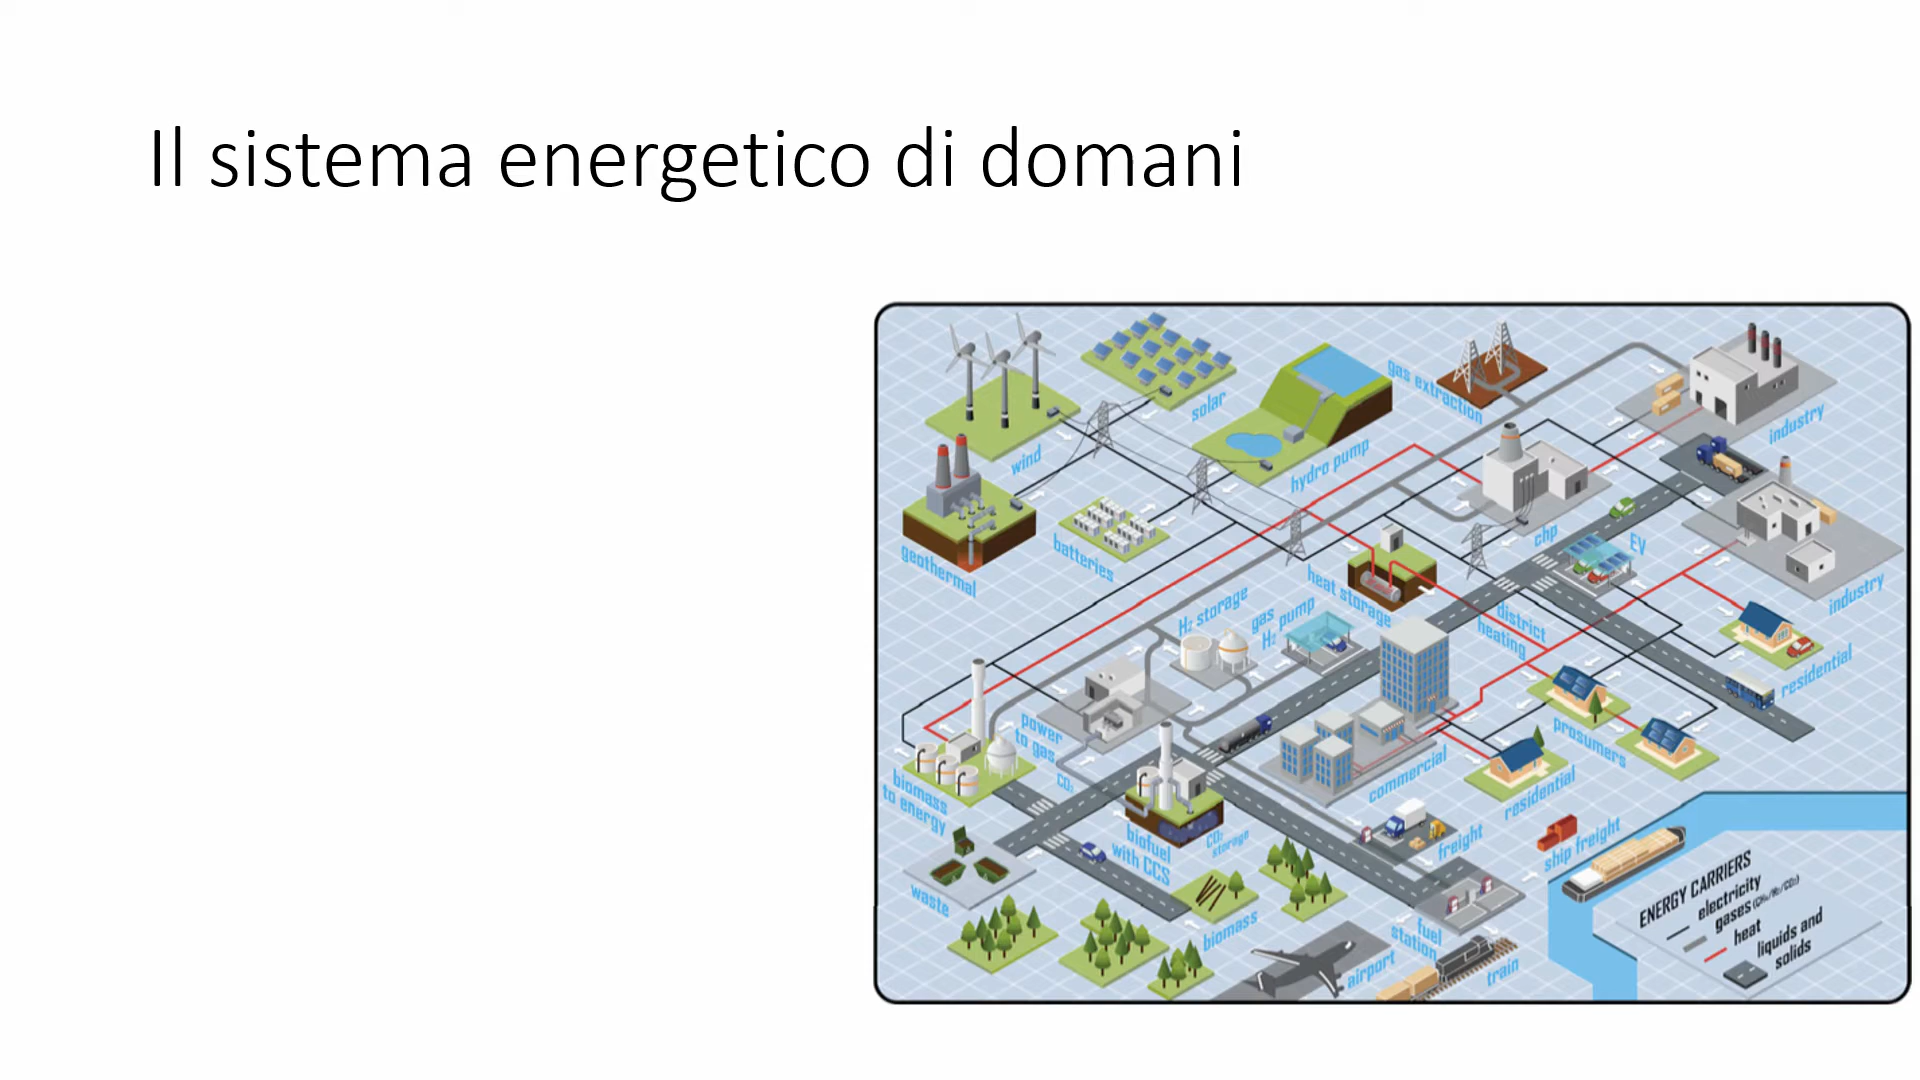 Il sistema energetico di domani
wind
solar
hydro pump
gas extraction
industry
geothermal
batteries
heat storage
chp
EV
industry
H₂ storage
gas
H₂ pump
district
heating
residential
power
to gas
CO₂
prosumers
biomass
to energy
commercial
residential
biofuel
with CCS
CO₂
storage
freight
ship freight
waste
biomass
fuel
station
airport
train
ENERGY CARRIERS
electricity
gases (CH₄/H₂/CO₂)
heat
liquids and
solids